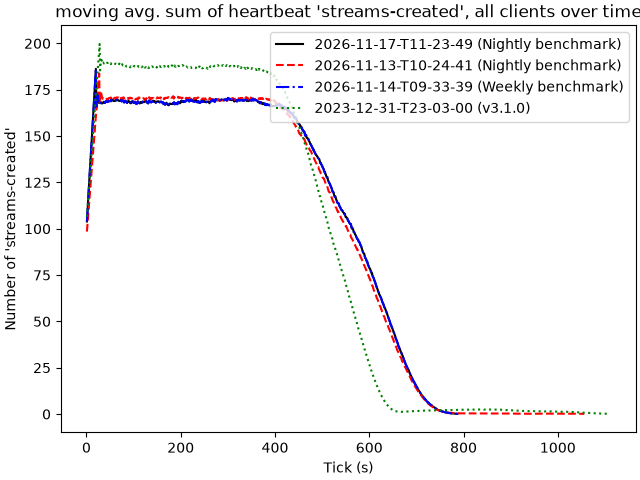 moving avg. sum of heartbeat 'streams-created', all clients over time
200
175
150
125
100
75
50
25
0
Number of 'streams-created'
2026-11-17-T11-23-49 (Nightly benchmark)
2026-11-13-T10-24-41 (Nightly benchmark)
2026-11-14-T09-33-39 (Weekly benchmark)
2023-12-31-T23-03-00 (v3.1.0)
0 200 400 600 800 1000
Tick (s)